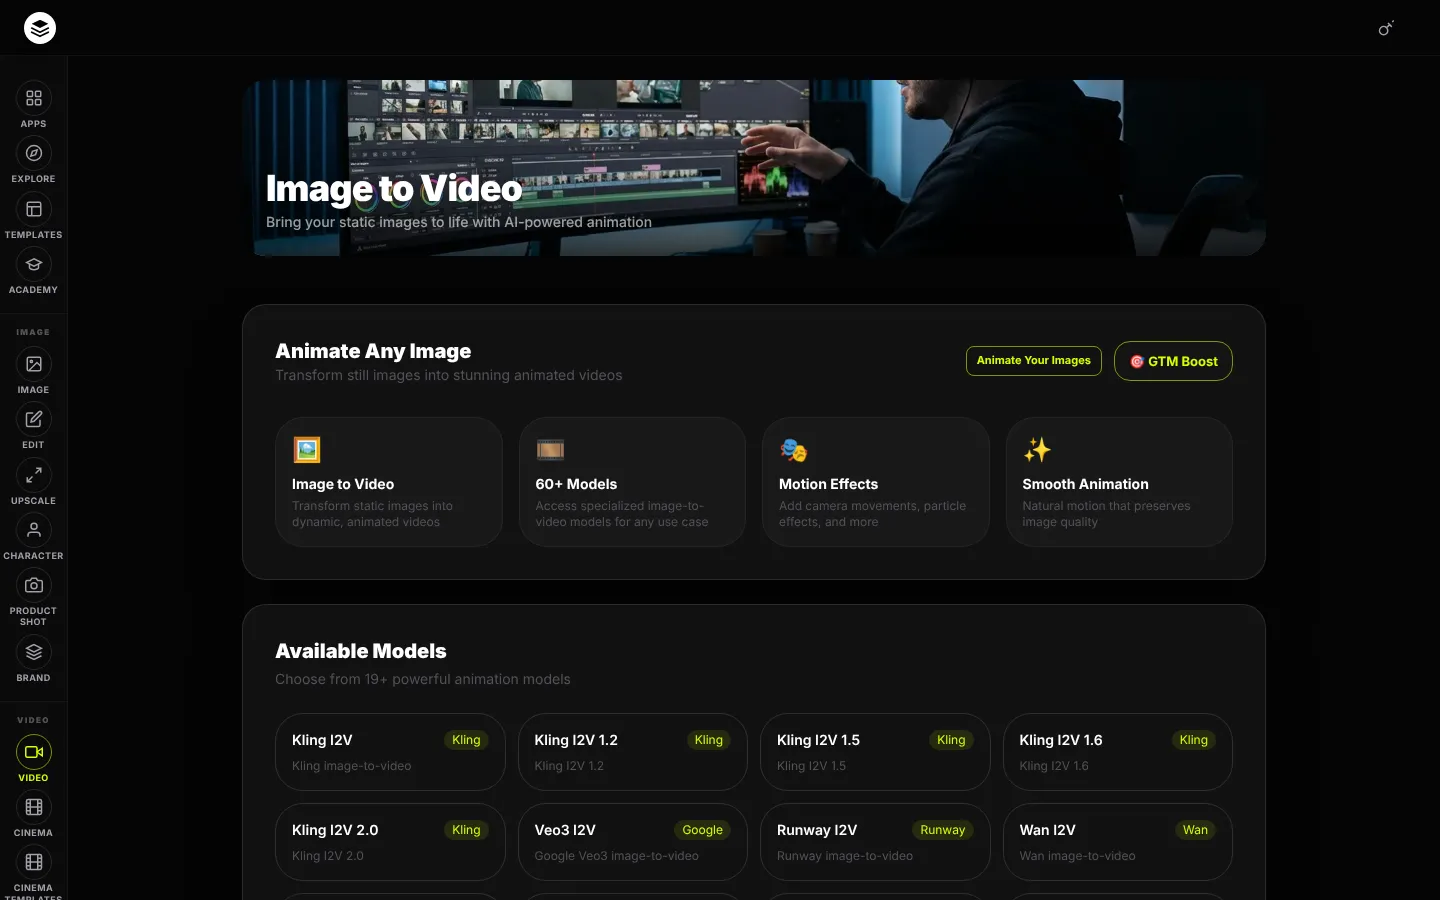 APPS
EXPLORE
TEMPLATES
ACADEMY
IMAGE
IMAGE
EDIT
UPSCALE
CHARACTER
PRODUCT
SHOT
BRAND
VIDEO
VIDEO
CINEMA
CINEMA
TEMPLATES
Image to Video
Bring your static images to life with AI-powered animation
Animate Any Image
Transform still images into stunning animated videos
Animate Your Images
GTM Boost
Image to Video
Transform static images into
dynamic, animated videos
60+ Models
Access specialized image-to-
video models for any use case
Motion Effects
Add camera movements, particle
effects, and more
Smooth Animation
Natural motion that preserves
image quality
Available Models
Choose from 19+ powerful animation models
Kling I2V Kling
Kling image-to-video
Kling I2V 1.2 Kling
Kling I2V 1.2
Kling I2V 1.5 Kling
Kling I2V 1.5
Kling I2V 1.6 Kling
Kling I2V 1.6
Kling I2V 2.0 Kling
Kling I2V 2.0
Veo3 I2V Google
Google Veo3 image-to-video
Runway I2V Runway
Runway image-to-video
Wan I2V Wan
Wan image-to-video